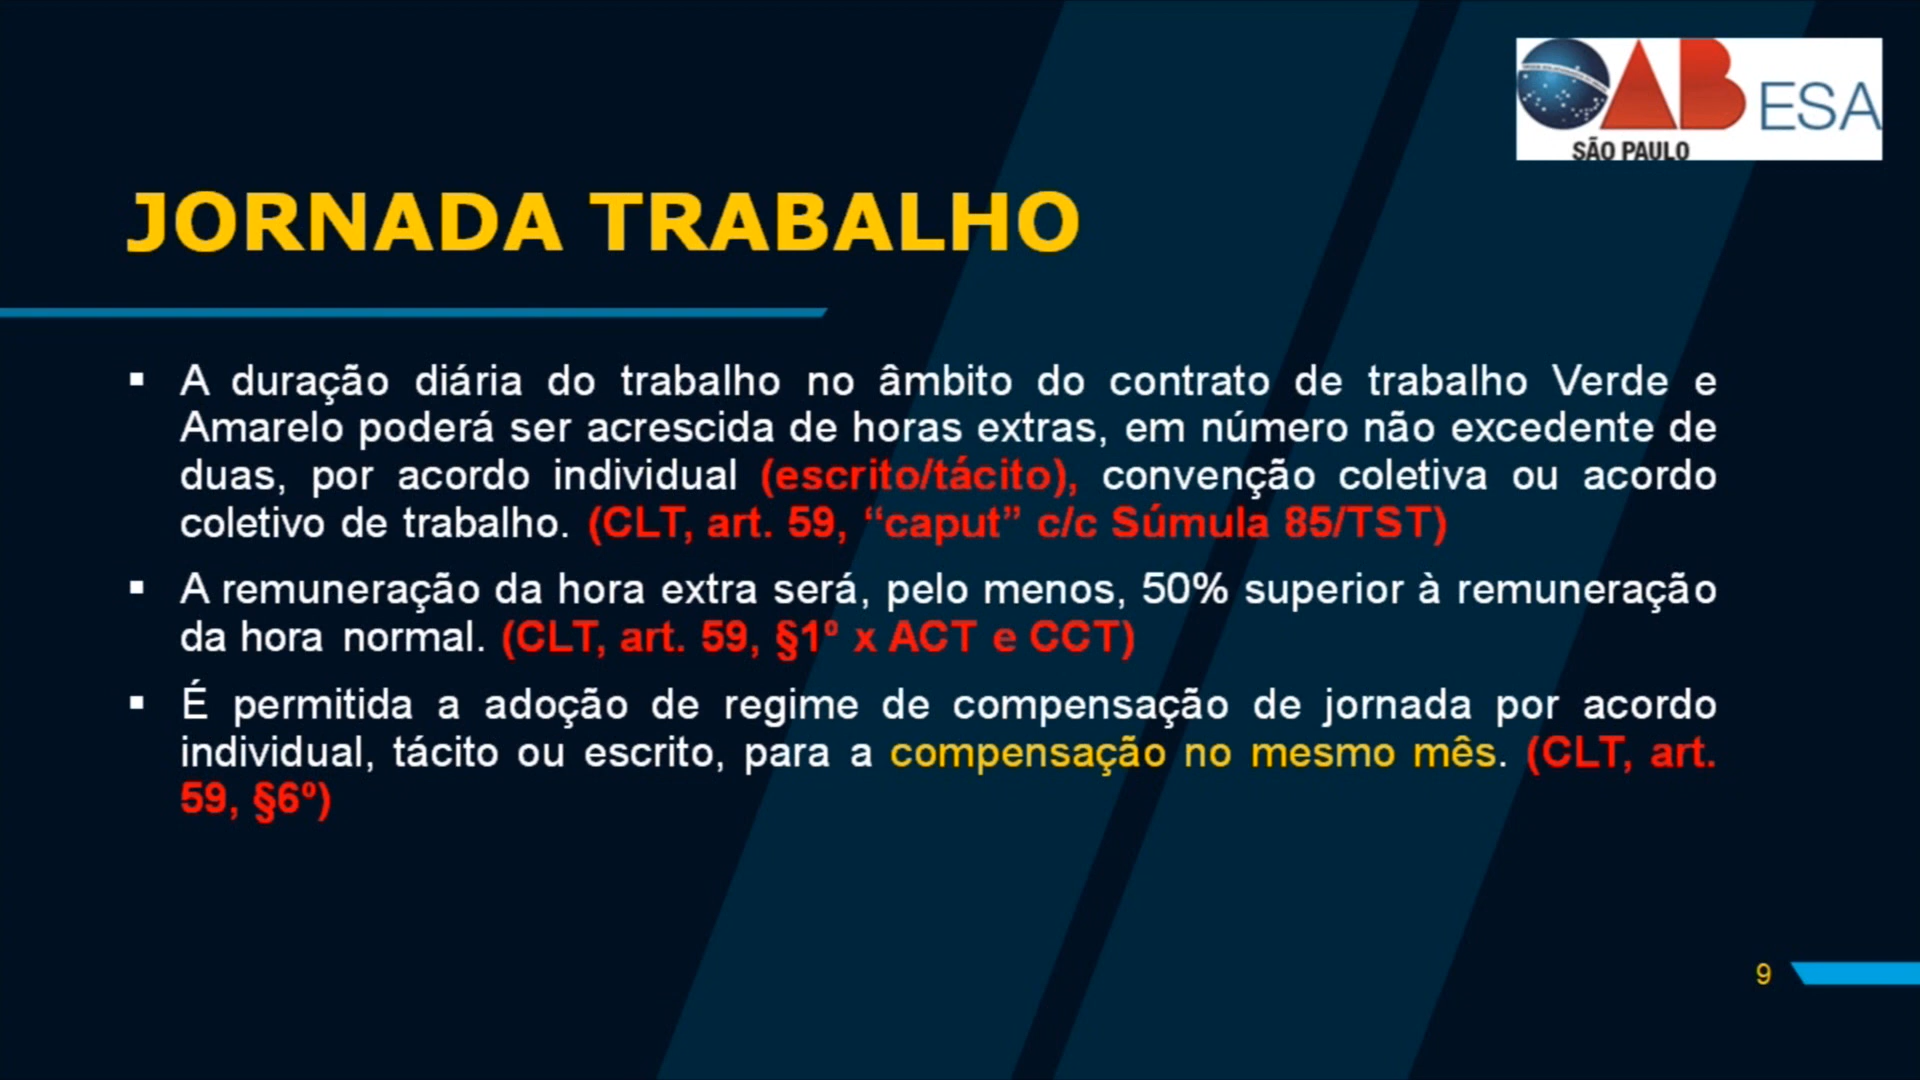 OAB ESA
SÃO PAULO
JORNADA TRABALHO
▪ A duração diária do trabalho no âmbito do contrato de trabalho Verde e
Amarelo poderá ser acrescida de horas extras, em número não excedente de
duas, por acordo individual (escrito/tácito), convenção coletiva ou acordo
coletivo de trabalho. (CLT, art. 59, “caput” c/c Súmula 85/TST)
▪ A remuneração da hora extra será, pelo menos, 50% superior à remuneração
da hora normal. (CLT, art. 59, §1º x ACT e CCT)
▪ É permitida a adoção de regime de compensação de jornada por acordo
individual, tácito ou escrito, para a compensação no mesmo mês. (CLT, art.
59, §6º)
9